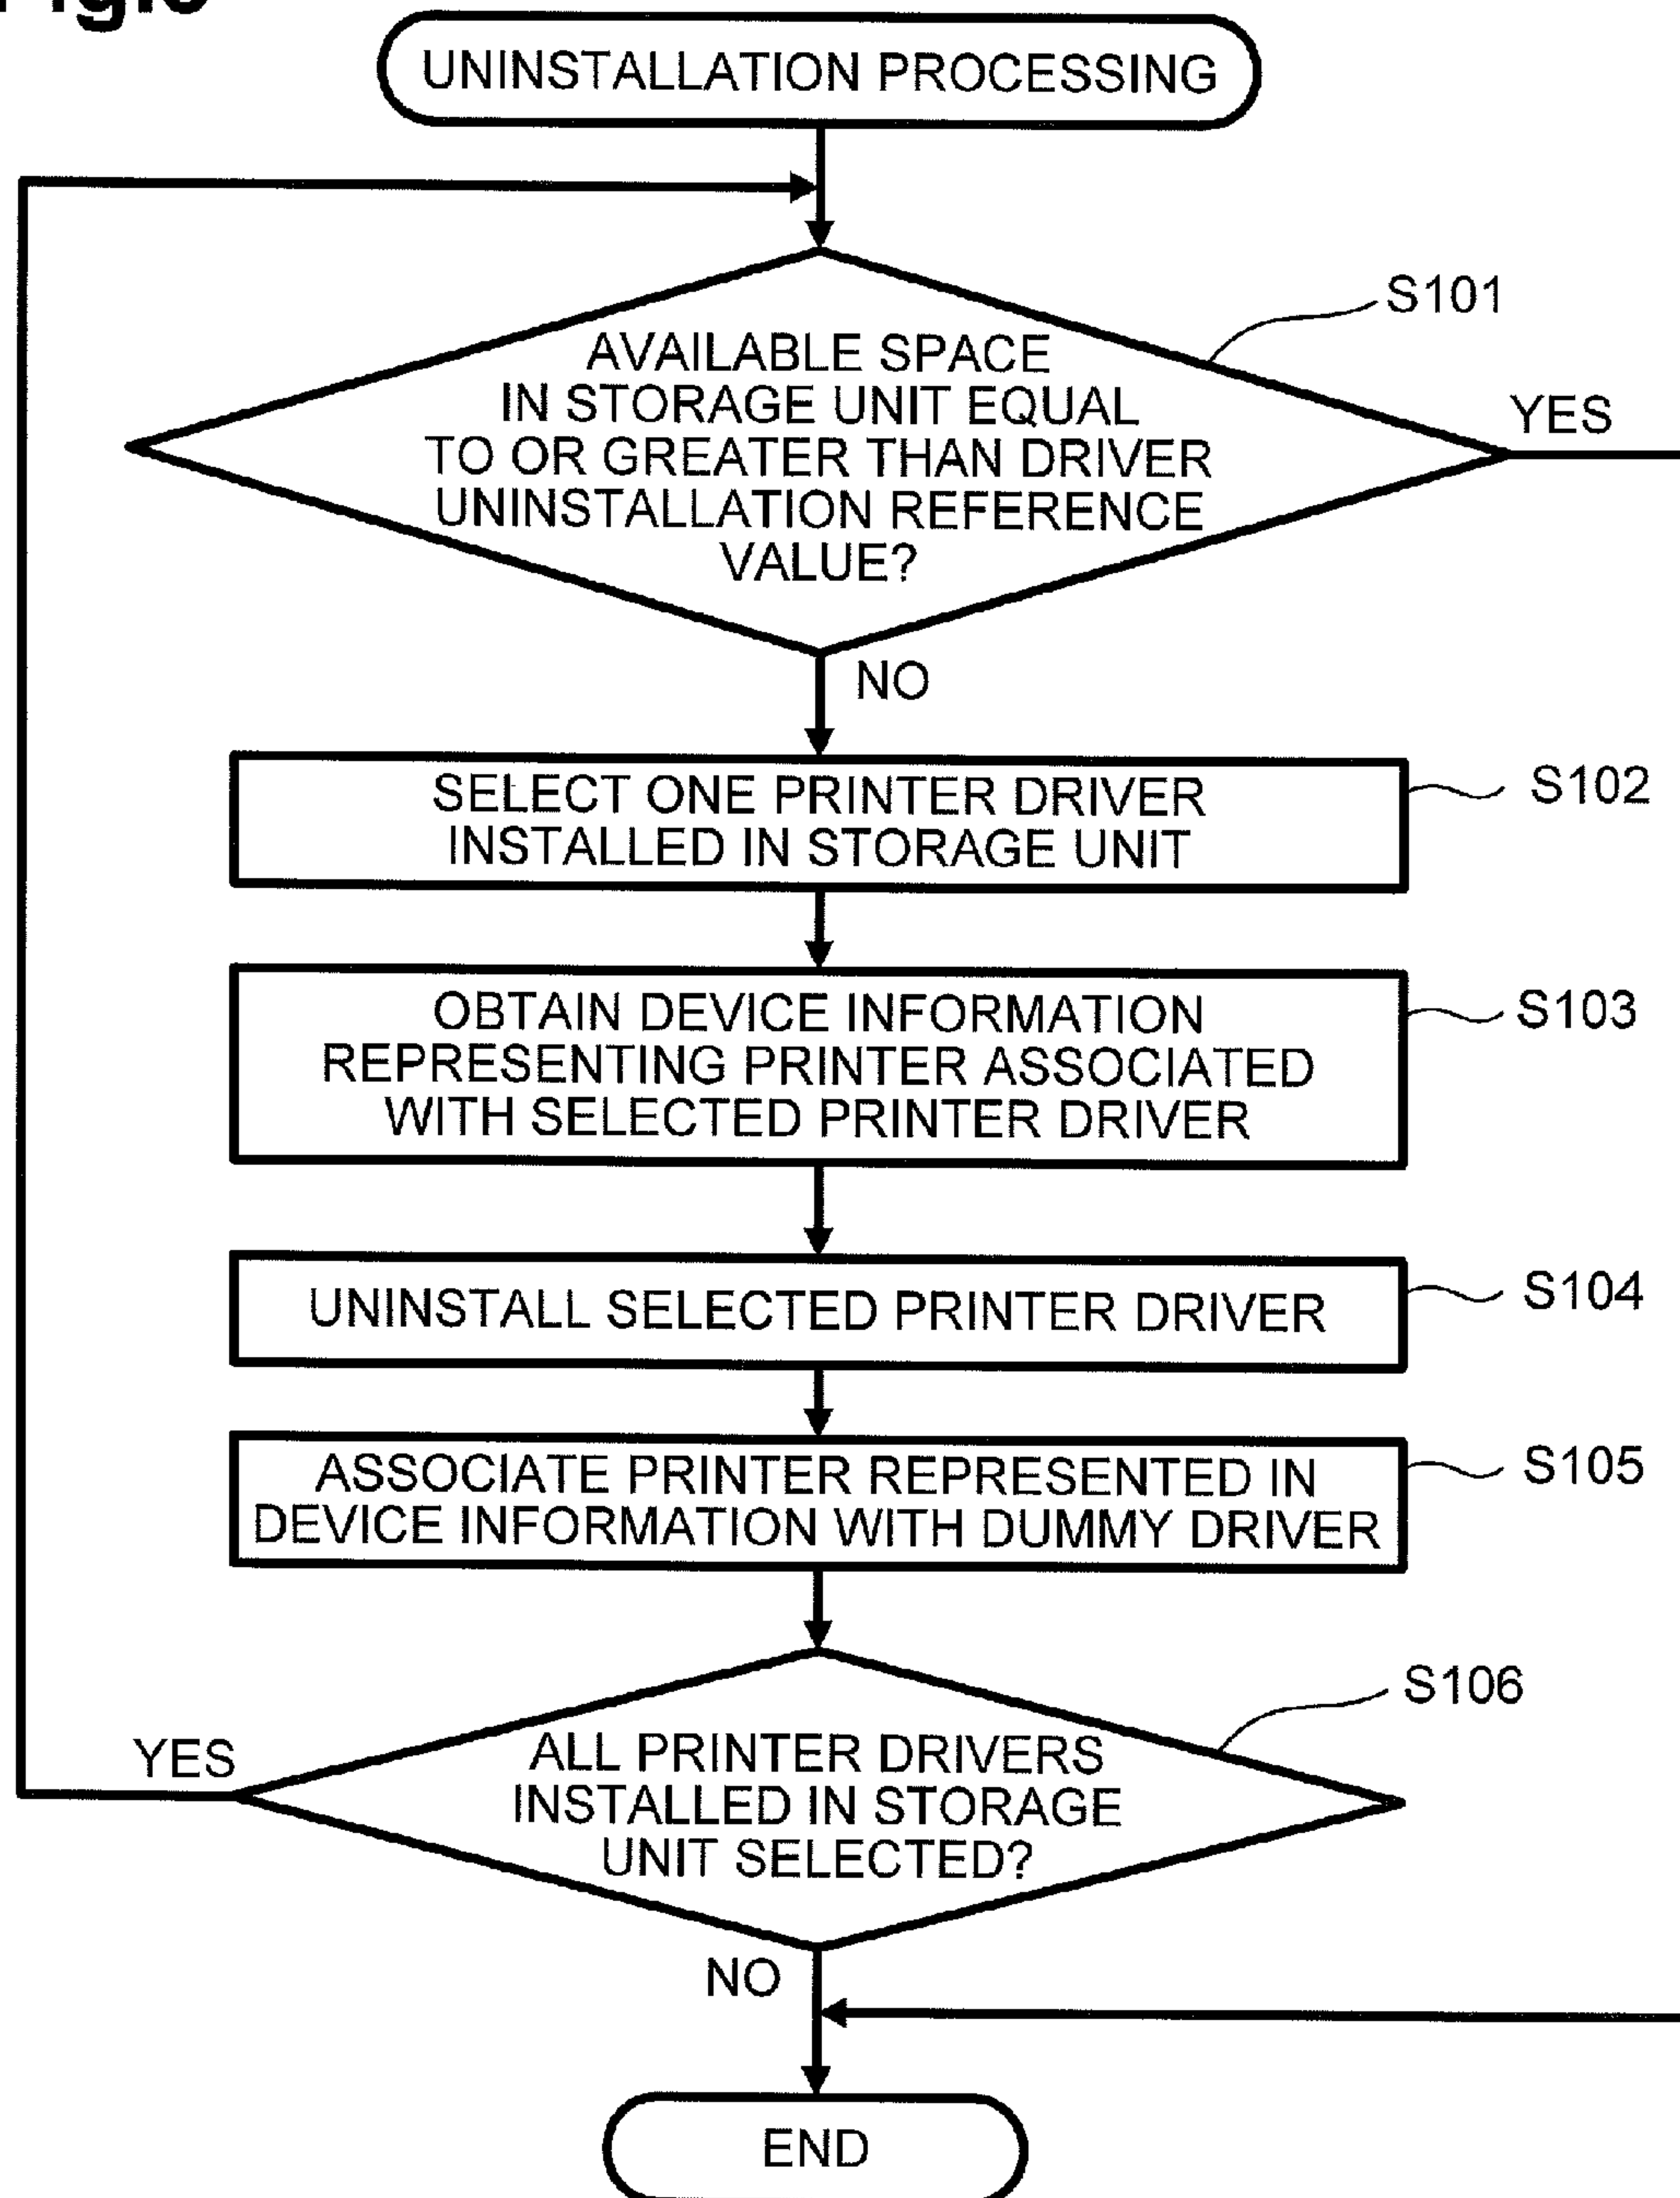 UNINSTALLATION PROCESSING
S101
AVAILABLE SPACE
IN STORAGE UNIT EQUAL
TO OR GREATER THAN DRIVER
UNINSTALLATION REFERENCE
VALUE?
YES
NO
SELECT ONE PRINTER DRIVER
INSTALLED IN STORAGE UNIT
S102
OBTAIN DEVICE INFORMATION
REPRESENTING PRINTER ASSOCIATED
WITH SELECTED PRINTER DRIVER
S103
UNINSTALL SELECTED PRINTER DRIVER
S104
ASSOCIATE PRINTER REPRESENTED IN
DEVICE INFORMATION WITH DUMMY DRIVER
S105
S106
YES
ALL PRINTER DRIVERS
INSTALLED IN STORAGE
UNIT SELECTED?
NO
END